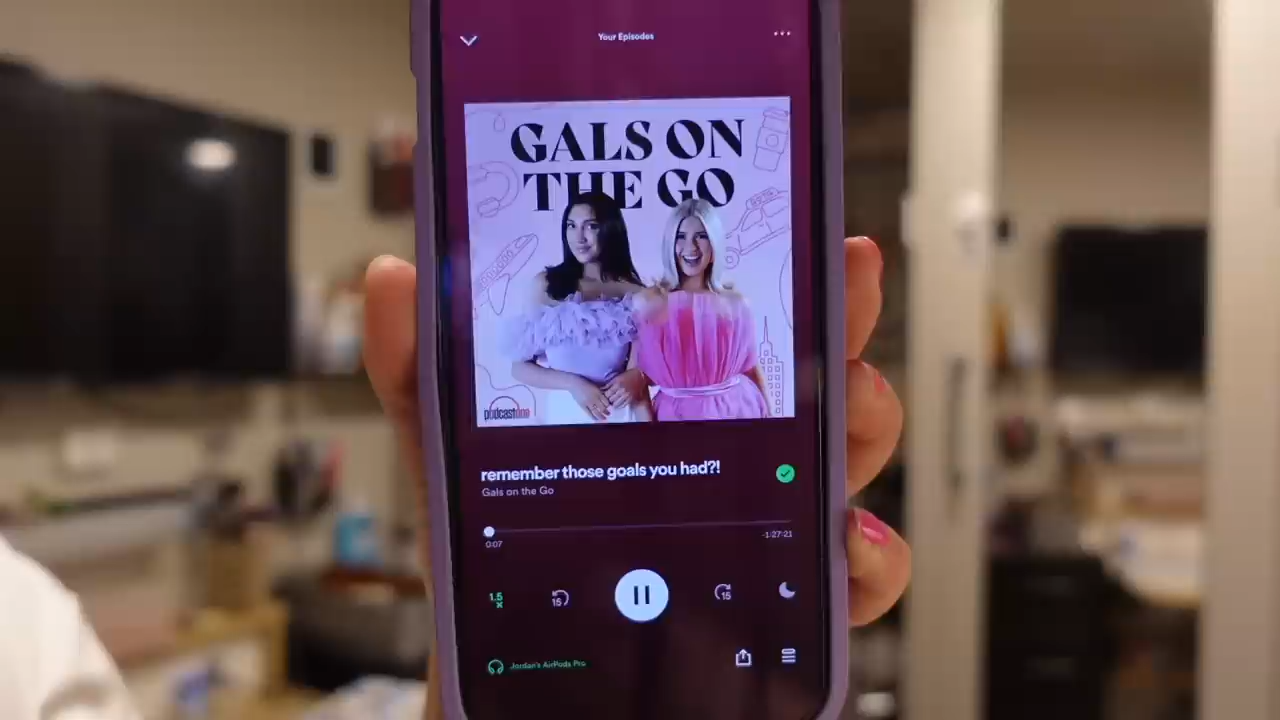 Your Episodes
GALS ON
THE GO
podcastone
remember those goals you had?!
Gals on the Go
0:07
-1:27:21
1.5
x
15
15
Jordan's AirPods Pro